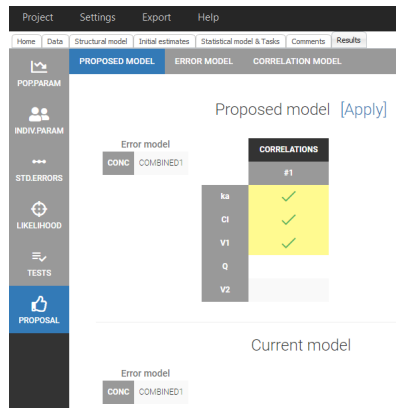 Project Settings Export Help
Home Data Structural model Initial estimates Statistical model & Tasks Comments Results
PROPOSED MODEL ERROR MODEL CORRELATION MODEL
POP.PARAM
INDIV.PARAM
STD.ERRORS
LIKELIHOOD
TESTS
PROPOSAL
Proposed model [Apply]
Error model
CONC COMBINED1
CORRELATIONS
#1
ka
Cl
V1
Q
V2
Current model
Error model
CONC COMBINED1